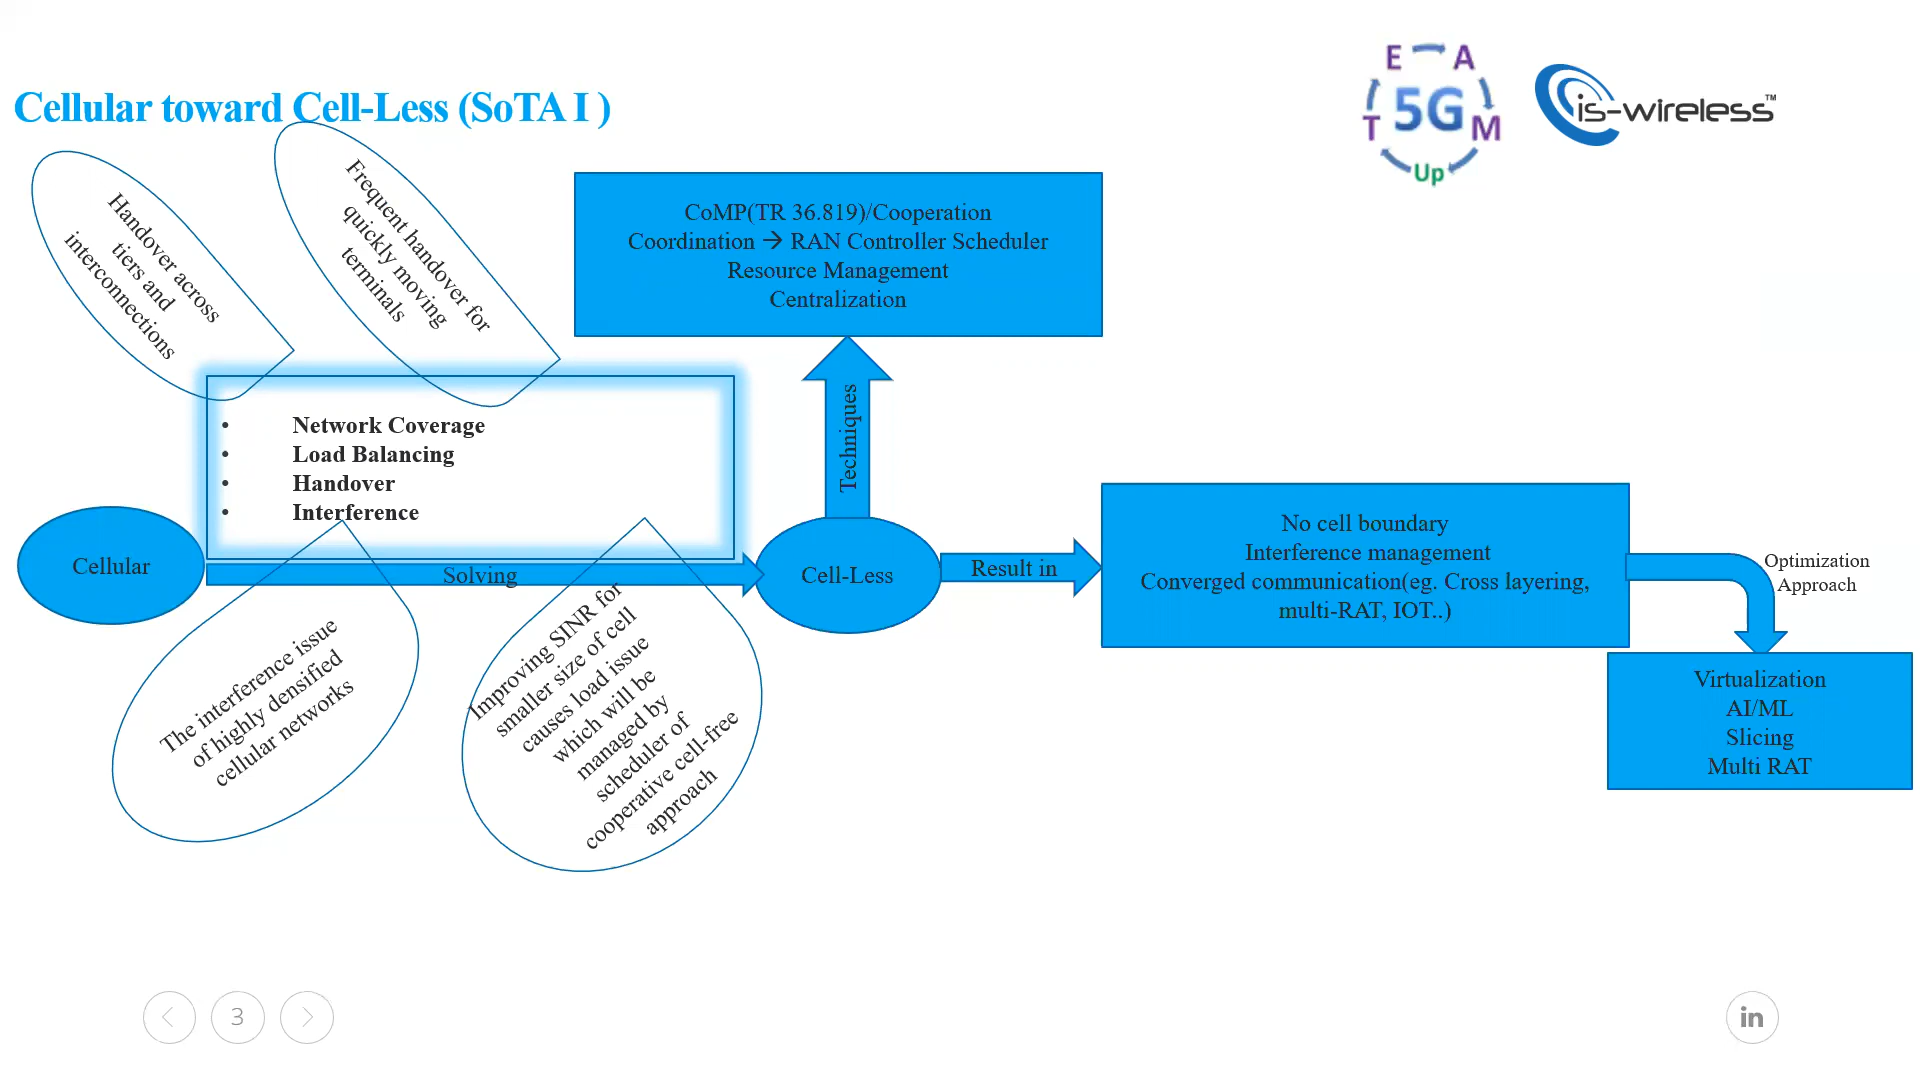 Cellular toward Cell-Less (SoTA I )
E A
5G
T M
Up
is-wireless™
Handover across
tiers and
interconnections
Frequent handover for
quickly moving
terminals
CoMP(TR 36.819)/Cooperation
Coordination → RAN Controller Scheduler
Resource Management
Centralization
• Network Coverage
• Load Balancing
• Handover
• Interference
Techniques
Cellular
Solving
Cell-Less
Result in
No cell boundary
Interference management
Converged communication(eg. Cross layering,
multi-RAT, IOT..)
Optimization
Approach
The interference issue
of highly densified
cellular networks
Improving SINR for
smaller size of cell
causes load issue
which will be
managed by
scheduler of
cooperative cell-free
approach
Virtualization
AI/ML
Slicing
Multi RAT
3
in